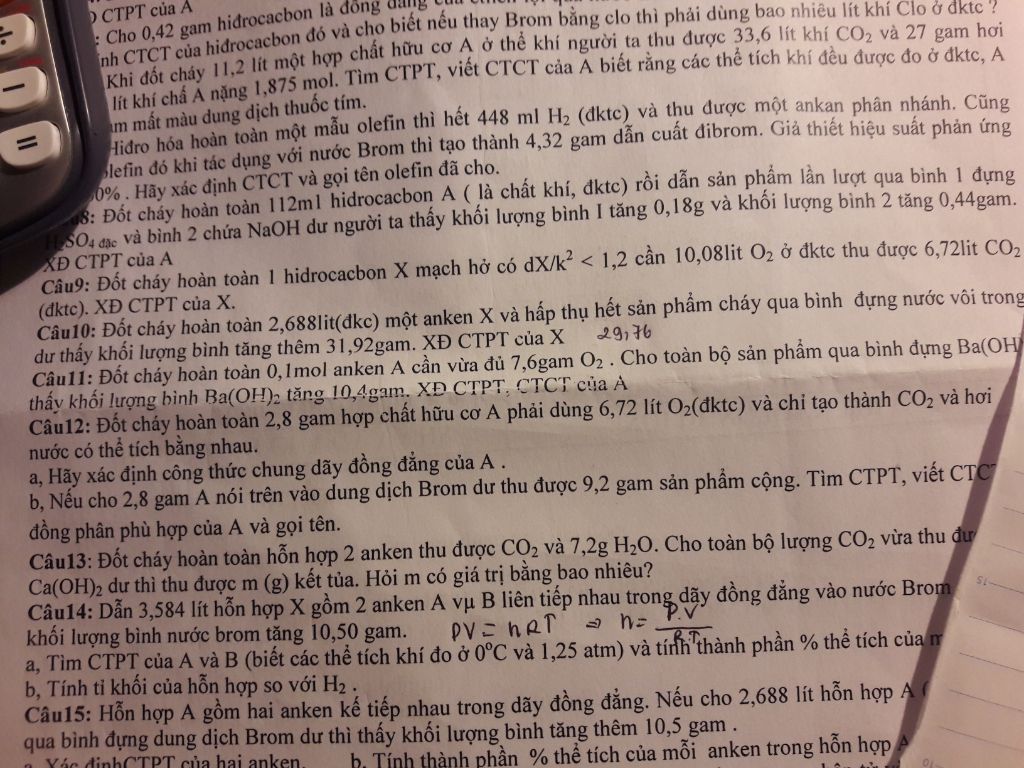 CTPT của A
: Cho 0,42 gam hiđrocacbon là đồng đẳng
nh CTCT của hiđrocacbon đó và cho biết nếu thay Brom bằng clo thì phải dùng bao nhiêu lít khí Clo ở đktc ?
Khi đốt cháy 11,2 lít một hợp chất hữu cơ A ở thể khí người ta thu được 33,6 lít khí CO2 và 27 gam hơi
lít khí chấ A nặng 1,875 mol. Tìm CTPT, viết CTCT cảa A biết rằng các thể tích khí đều được đo ở đktc, A
m mất màu dung dịch thuốc tím.
Hiđro hóa hoàn toàn một mẫu olefin thì hết 448 ml H2 (đktc) và thu được một ankan phân nhánh. Cũng
lefin đó khi tác dụng với nước Brom thì tạo thành 4,32 gam dẫn cuất đibrom. Giả thiết hiệu suất phản ứng
0% . Hãy xác định CTCT và gọi tên olefin đã cho.
8: Đốt cháy hoàn toàn 112m1 hidrocacbon A ( là chất khí, đktc) rồi dẫn sản phẩm lần lượt qua bình 1 đựng
H2SO4 đặc và bình 2 chứa NaOH dư người ta thấy khối lượng bình I tăng 0,18g và khối lượng bình 2 tăng 0,44gam.
XĐ CTPT của A
Câu9: Đốt cháy hoàn toàn 1 hidrocacbon X mạch hở có dX/k2 < 1,2 cần 10,08lit O2 ở đktc thu được 6,72lit CO2
(đktc). XĐ CTPT của X.
Câu10: Đốt cháy hoàn toàn 2,688lit(đkc) một anken X và hấp thụ hết sản phẩm cháy qua bình đựng nước vôi trong
dư thấy khối lượng bình tăng thêm 31,92gam. XĐ CTPT của X 29,76
Câu11: Đốt cháy hoàn toàn 0,1mol anken A cần vừa đủ 7,6gam O2 . Cho toàn bộ sản phẩm qua bình đựng Ba(OH)
thấy khối lượng bình Ba(OH)2 tăng 10,4gam. XĐ CTPT, CTCT của A
Câu12: Đốt cháy hoàn toàn 2,8 gam hợp chất hữu cơ A phải dùng 6,72 lít O2(đktc) và chỉ tạo thành CO2 và hơi
nước có thể tích bằng nhau.
a, Hãy xác định công thức chung dãy đồng đẳng của A .
b, Nếu cho 2,8 gam A nói trên vào dung dịch Brom dư thu được 9,2 gam sản phẩm cộng. Tìm CTPT, viết CTCT
đồng phân phù hợp của A và gọi tên.
Câu13: Đốt cháy hoàn toàn hỗn hợp 2 anken thu được CO2 và 7,2g H2O. Cho toàn bộ lượng CO2 vừa thu đư
Ca(OH)2 dư thì thu được m (g) kết tủa. Hỏi m có giá trị bằng bao nhiêu?
Câu14: Dẫn 3,584 lít hỗn hợp X gồm 2 anken A vµ B liên tiếp nhau trong dãy đồng đẳng vào nước Brom
khối lượng bình nước brom tăng 10,50 gam. PV = nRT ⇒ n = P.V / R.T
a, Tìm CTPT của A và B (biết các thể tích khí đo ở 0°C và 1,25 atm) và tính thành phần % thể tích của m
b, Tính tỉ khối của hỗn hợp so với H2 .
Câu15: Hỗn hợp A gồm hai anken kế tiếp nhau trong dãy đồng đẳng. Nếu cho 2,688 lít hỗn hợp A (
qua bình đựng dung dịch Brom dư thì thấy khối lượng bình tăng thêm 10,5 gam .
a, Xác địnhCTPT của hai anken. b, Tính thành phần % thể tích của mỗi anken trong hỗn hợp A